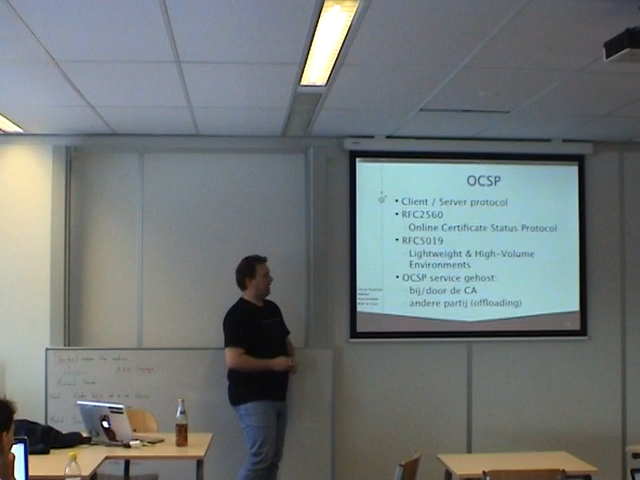 OCSP
• Client / Server protocol
• RFC2560
Online Certificate Status Protocol
• RFC5019
Lightweight & High-Volume
Environments
• OCSP service gehost:
bij/door de CA
andere partij (offloading)